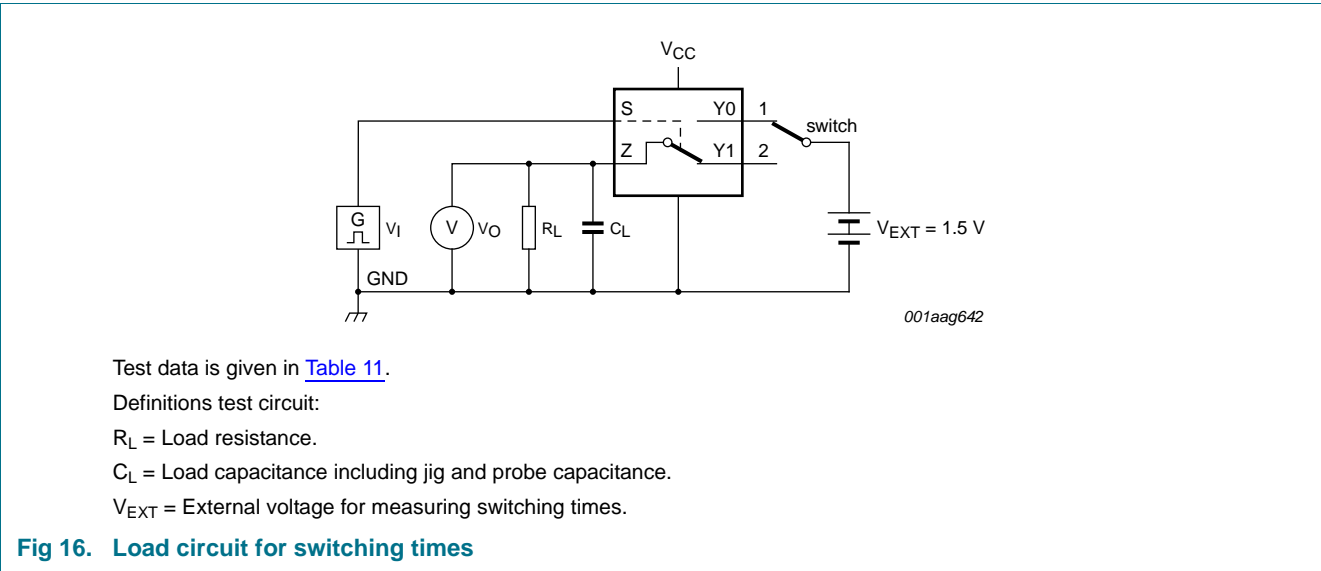 VCC
S Y0 1
switch
Z Y1 2
G VI V VO RL CL VEXT = 1.5 V
GND
001aag642
Test data is given in Table 11.
Definitions test circuit:
RL = Load resistance.
CL = Load capacitance including jig and probe capacitance.
VEXT = External voltage for measuring switching times.
Fig 16. Load circuit for switching times